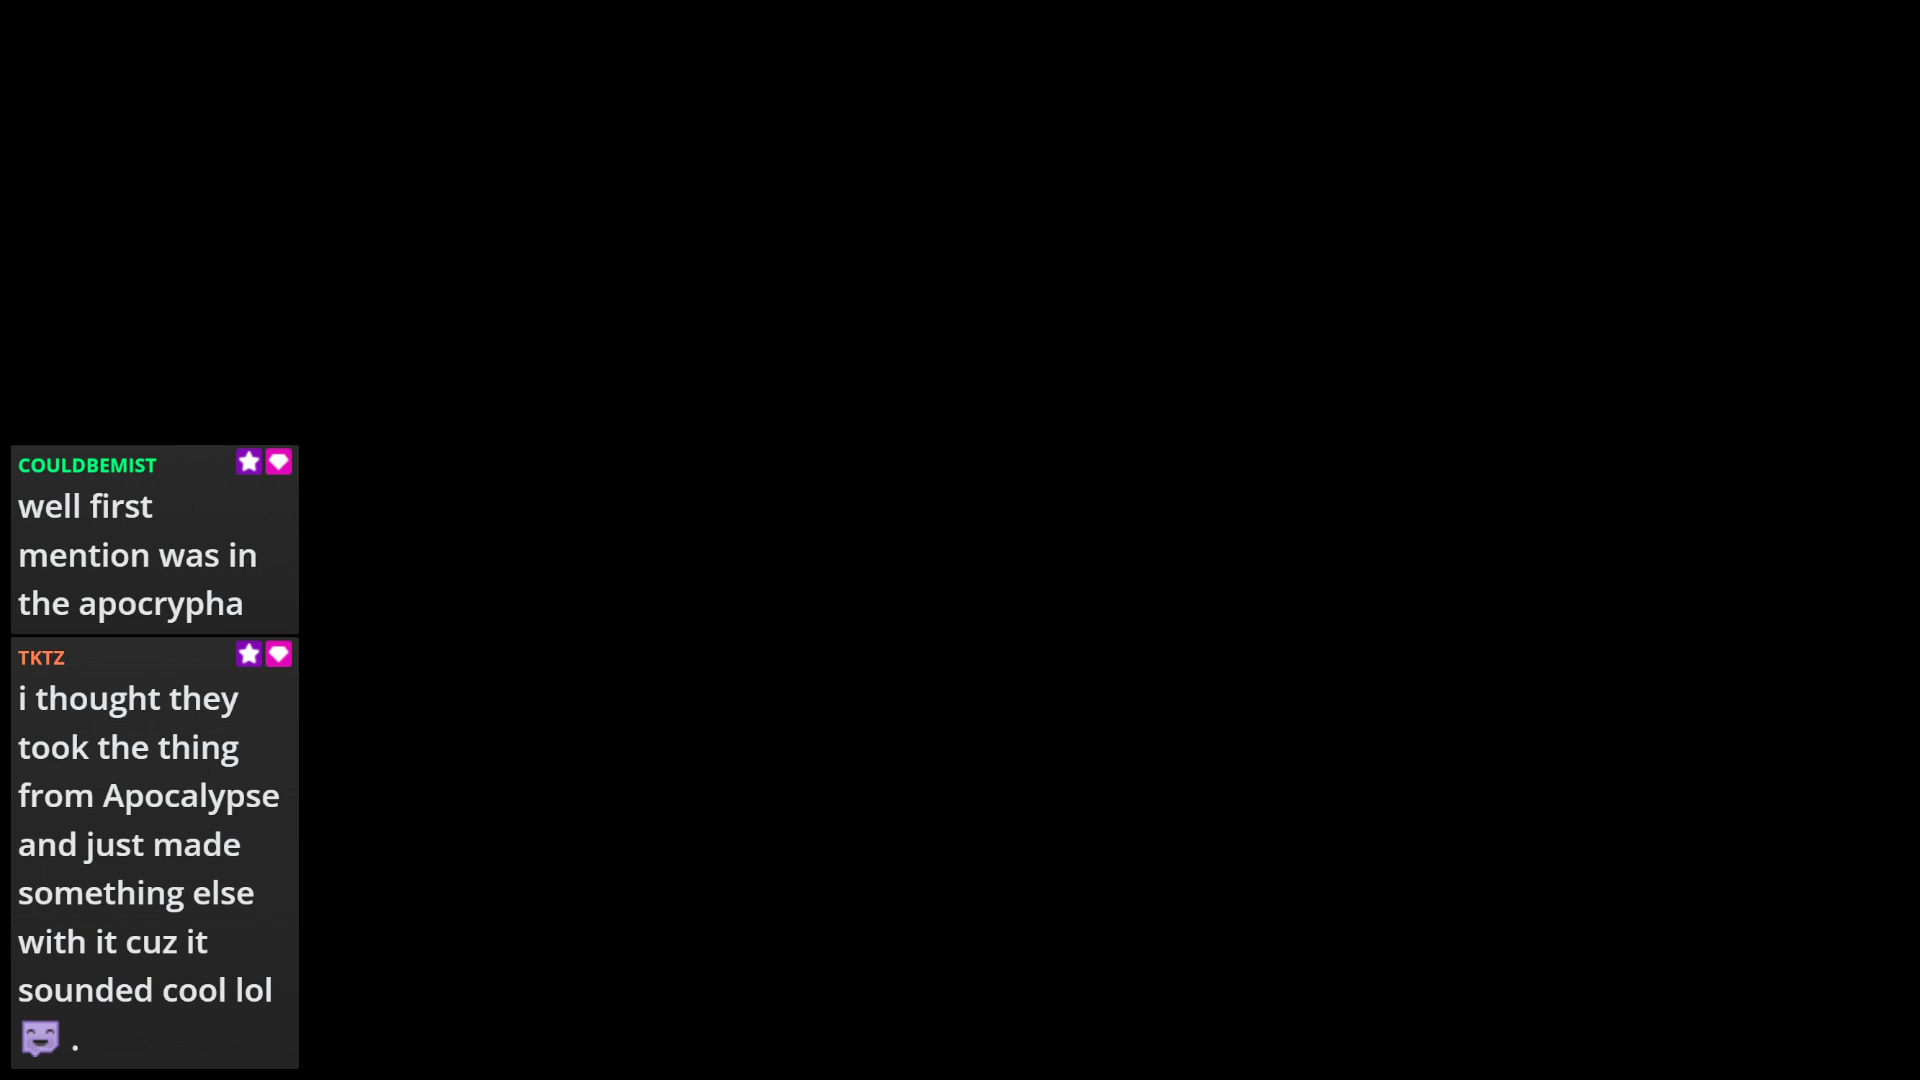 COULDBEMIST
well first
mention was in
the apocrypha
TKTZ
i thought they
took the thing
from Apocalypse
and just made
something else
with it cuz it
sounded cool lol
.